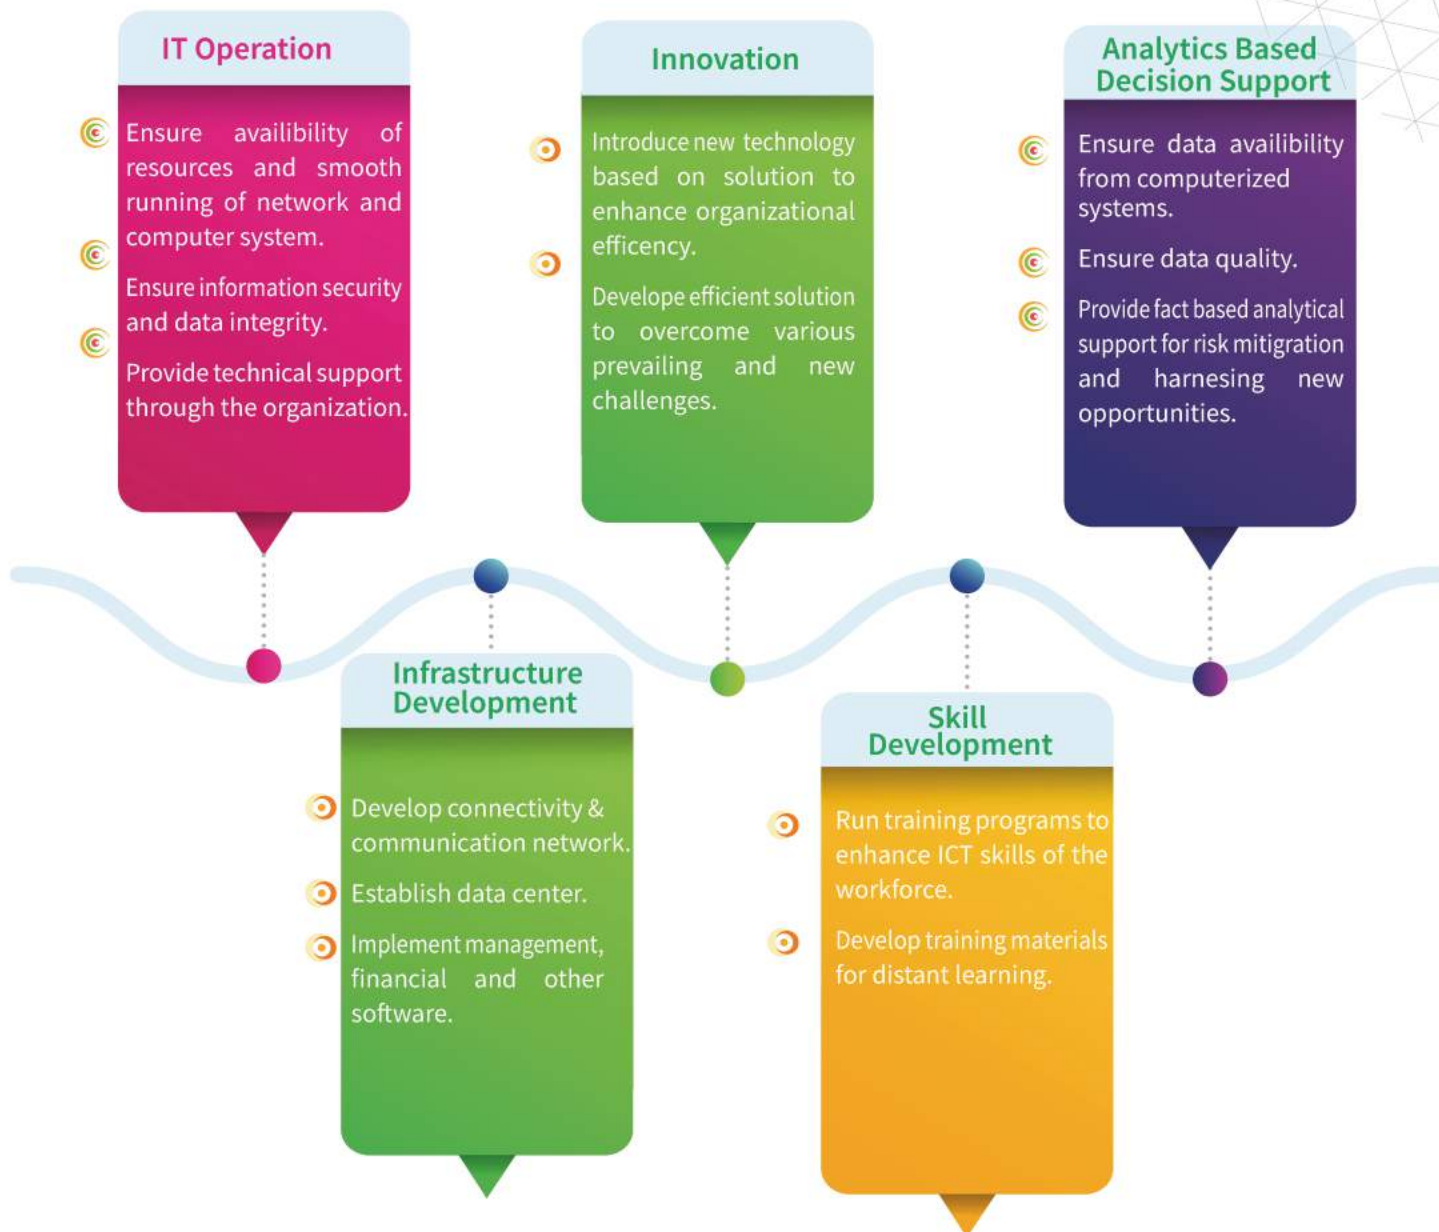 IT Operation
Ensure availibility of
resources and smooth
running of network and
computer system.
Ensure information security
and data integrity.
Provide technical support
through the organization.
Innovation
Introduce new technology
based on solution to
enhance organizational
efficency.
Develope efficient solution
to overcome various
prevailing and new
challenges.
Analytics Based
Decision Support
Ensure data availibility
from computerized
systems.
Ensure data quality.
Provide fact based analytical
support for risk mitigration
and harnesing new
opportunities.
Infrastructure
Development
Develop connectivity &
communication network.
Establish data center.
Implement management,
financial and other
software.
Skill
Development
Run training programs to
enhance ICT skills of the
workforce.
Develop training materials
for distant learning.